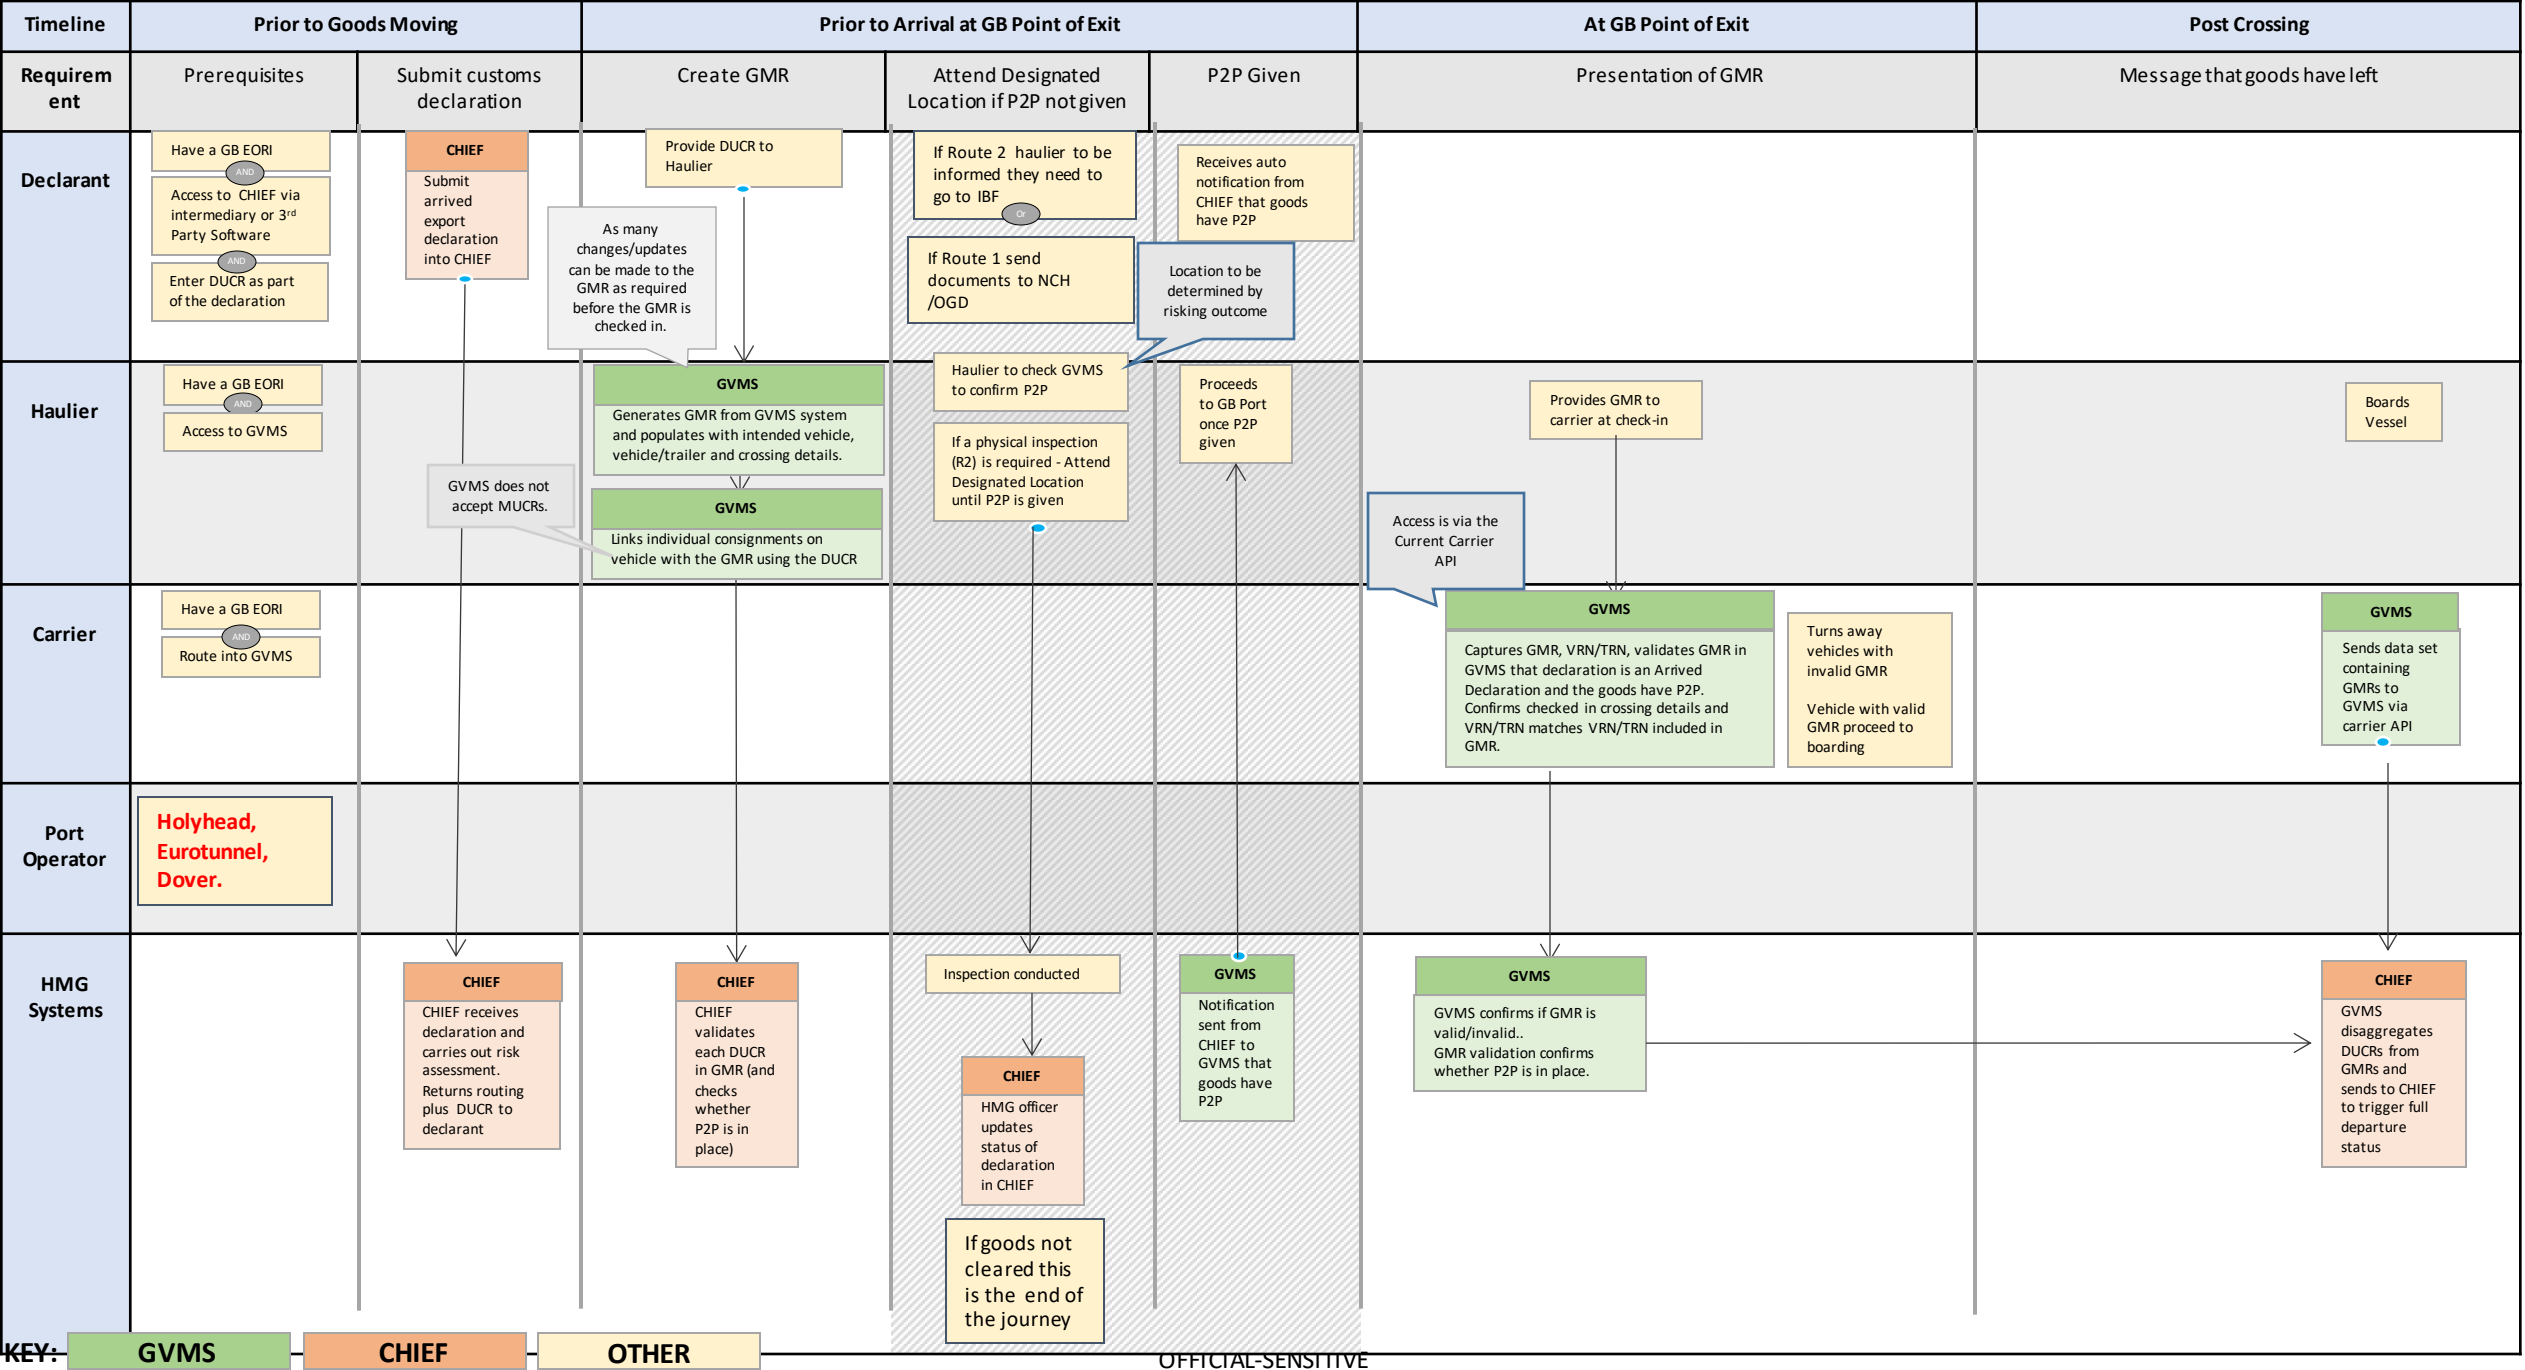 Timeline
Prior to Goods Moving
Prior to Arrival at GB Point of Exit
At GB Point of Exit
Post Crossing
Requirem
ent
Prerequisites
Submit customs
declaration
Create GMR
Attend Designated
Location if P2P not given
P2P Given
Presentation of GMR
Message that goods have left
Declarant
Have a GB EORI
AND
Access to CHIEF via
intermediary or 3rd
Party Software
AND
Enter DUCR as part
of the declaration
CHIEF
Submit
arrived
export
declaration
into CHIEF
Provide DUCR to
Haulier
As many
changes/updates
can be made to the
GMR as required
before the GMR is
checked in.
If Route 2 haulier to be
informed they need to
go to IBF
Or
If Route 1 send
documents to NCH
/OGD
Receives auto
notification from
CHIEF that goods
have P2P
Location to be
determined by
risking outcome
Haulier
Have a GB EORI
AND
Access to GVMS
GVMS does not
accept MUCRs.
GVMS
Generates GMR from GVMS system
and populates with intended vehicle,
vehicle/trailer and crossing details.
GVMS
Links individual consignments on
vehicle with the GMR using the DUCR
Haulier to check GVMS
to confirm P2P
If a physical inspection
(R2) is required - Attend
Designated Location
until P2P is given
Proceeds
to GB Port
once P2P
given
Provides GMR to
carrier at check-in
Access is via the
Current Carrier
API
Boards
Vessel
Carrier
Have a GB EORI
AND
Route into GVMS
GVMS
Captures GMR, VRN/TRN, validates GMR in
GVMS that declaration is an Arrived
Declaration and the goods have P2P.
Confirms checked in crossing details and
VRN/TRN matches VRN/TRN included in
GMR.
Turns away
vehicles with
invalid GMR
Vehicle with valid
GMR proceed to
boarding
GVMS
Sends data set
containing
GMRs to
GVMS via
carrier API
Port
Operator
Holyhead,
Eurotunnel,
Dover.
HMG
Systems
CHIEF
CHIEF receives
declaration and
carries out risk
assessment.
Returns routing
plus DUCR to
declarant
CHIEF
CHIEF
validates
each DUCR
in GMR (and
checks
whether
P2P is in
place)
Inspection conducted
CHIEF
HMG officer
updates
status of
declaration
in CHIEF
If goods not
cleared this
is the end of
the journey
GVMS
Notification
sent from
CHIEF to
GVMS that
goods have
P2P
GVMS
GVMS confirms if GMR is
valid/invalid..
GMR validation confirms
whether P2P is in place.
CHIEF
GVMS
disaggregates
DUCRs from
GMRs and
sends to CHIEF
to trigger full
departure
status
KEY:
GVMS
CHIEF
OTHER
OFFICIAL-SENSITIVE